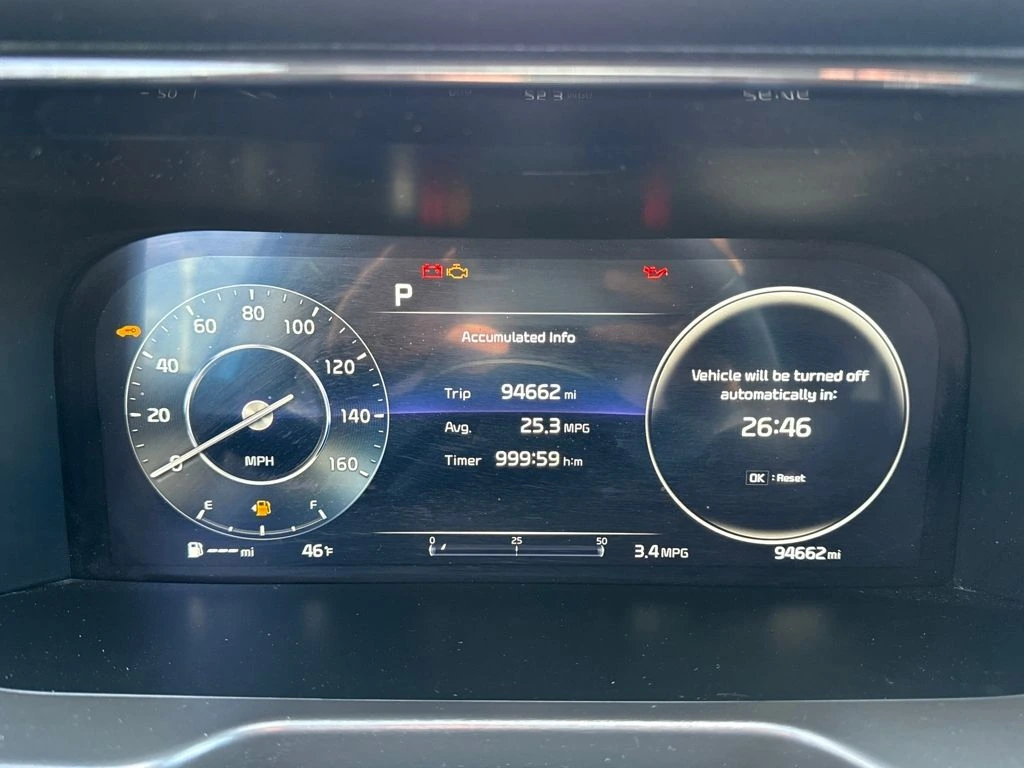 P
Accumulated Info
Trip 94662 mi
Avg. 25.3 MPG
Timer 999:59 h:m
0
20
40
60
80
100
120
140
160
MPH
E F
--- mi
46°F
0 25 50
3.4 MPG
Vehicle will be turned off
automatically in:
26:46
OK : Reset
94662 mi